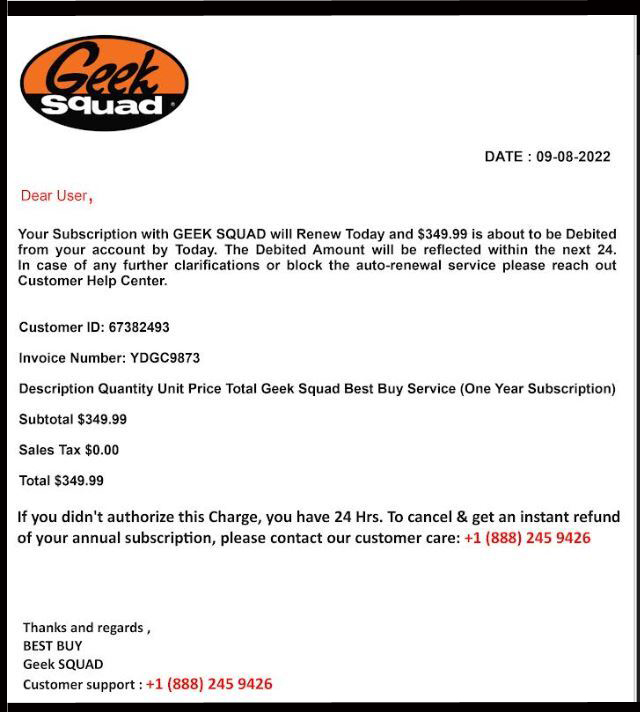 Geek
Squad
DATE : 09-08-2022
Dear User,
Your Subscription with GEEK SQUAD will Renew Today and $349.99 is about to be Debited
from your account by Today. The Debited Amount will be reflected within the next 24.
In case of any further clarifications or block the auto-renewal service please reach out
Customer Help Center.
Customer ID: 67382493
Invoice Number: YDGC9873
Description Quantity Unit Price Total Geek Squad Best Buy Service (One Year Subscription)
Subtotal $349.99
Sales Tax $0.00
Total $349.99
If you didn't authorize this Charge, you have 24 Hrs. To cancel & get an instant refund
of your annual subscription, please contact our customer care: +1 (888) 245 9426
Thanks and regards ,
BEST BUY
Geek SQUAD
Customer support : +1 (888) 245 9426